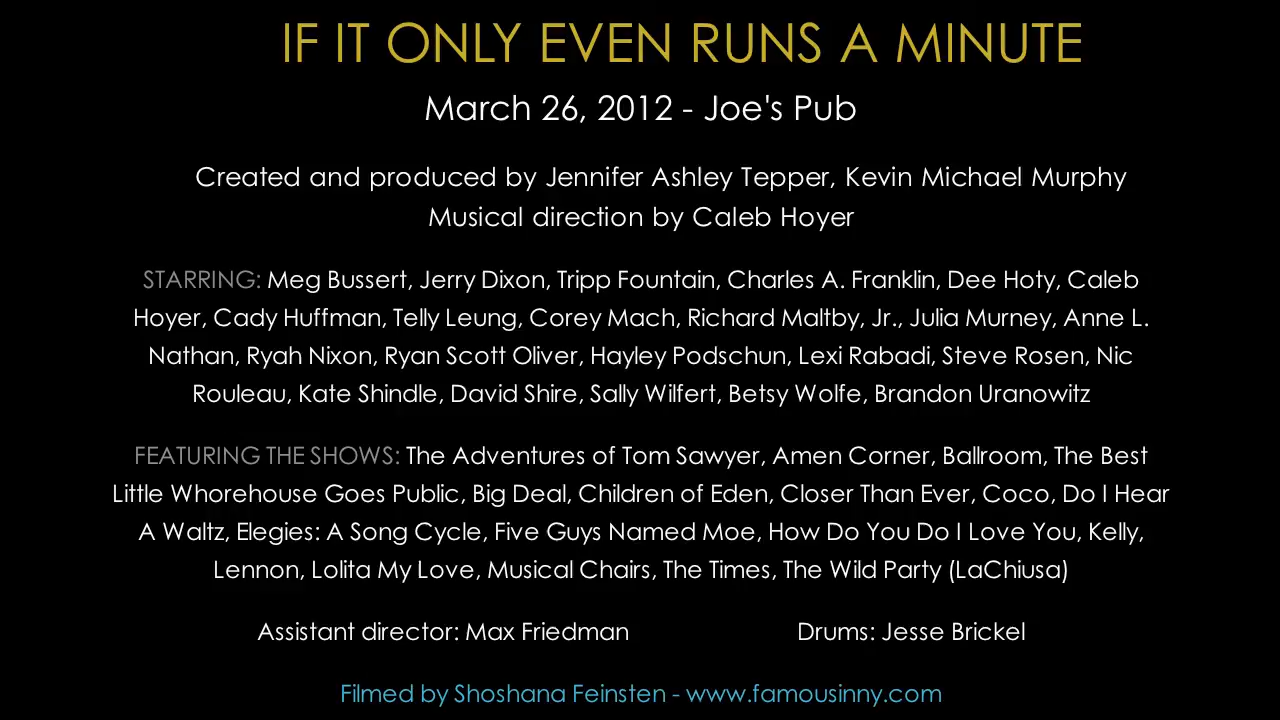 IF IT ONLY EVEN RUNS A MINUTE
March 26, 2012 - Joe's Pub
Created and produced by Jennifer Ashley Tepper, Kevin Michael Murphy
Musical direction by Caleb Hoyer
STARRING: Meg Bussert, Jerry Dixon, Tripp Fountain, Charles A. Franklin, Dee Hoty, Caleb
Hoyer, Cady Huffman, Telly Leung, Corey Mach, Richard Maltby, Jr., Julia Murney, Anne L.
Nathan, Ryah Nixon, Ryan Scott Oliver, Hayley Podschun, Lexi Rabadi, Steve Rosen, Nic
Rouleau, Kate Shindle, David Shire, Sally Wilfert, Betsy Wolfe, Brandon Uranowitz
FEATURING THE SHOWS: The Adventures of Tom Sawyer, Amen Corner, Ballroom, The Best
Little Whorehouse Goes Public, Big Deal, Children of Eden, Closer Than Ever, Coco, Do I Hear
A Waltz, Elegies: A Song Cycle, Five Guys Named Moe, How Do You Do I Love You, Kelly,
Lennon, Lolita My Love, Musical Chairs, The Times, The Wild Party (LaChiusa)
Assistant director: Max Friedman Drums: Jesse Brickel
Filmed by Shoshana Feinsten - www.famousinny.com